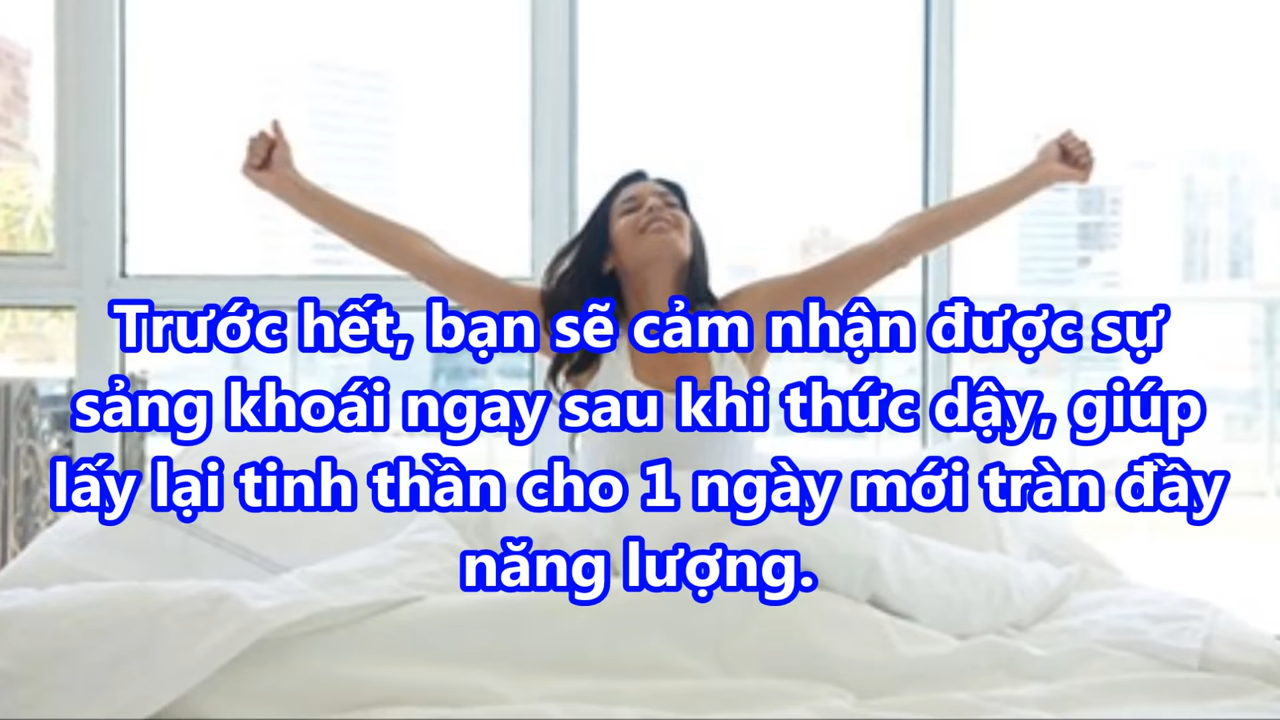 Trước hết, bạn sẽ cảm nhận được sự
sảng khoái ngay sau khi thức dậy, giúp
lấy lại tinh thần cho 1 ngày mới tràn đầy
năng lượng.